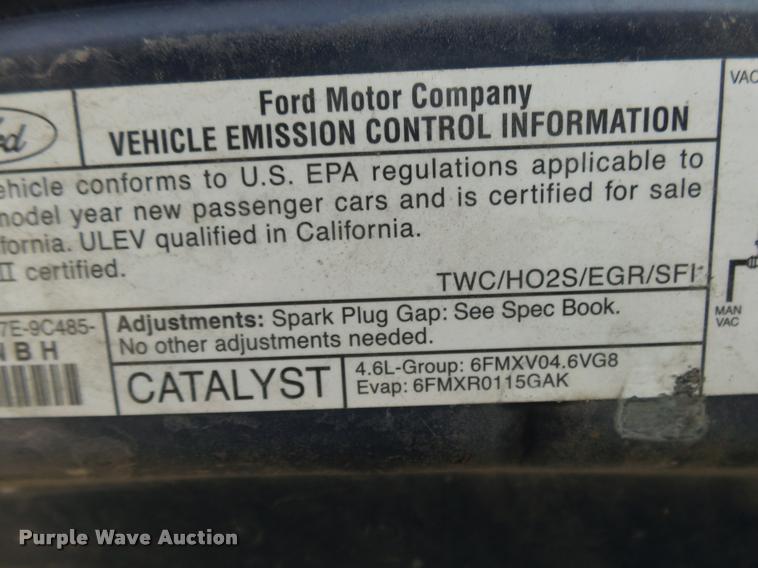 Ford Motor Company
VEHICLE EMISSION CONTROL INFORMATION
ehicle conforms to U.S. EPA regulations applicable to
model year new passenger cars and is certified for sale
fornia. ULEV qualified in California.
II certified.
TWC/HO2S/EGR/SFI
7E-9C485-
N B H
Adjustments: Spark Plug Gap: See Spec Book.
No other adjustments needed.
CATALYST
4.6L-Group: 6FMXV04.6VG8
Evap: 6FMXR0115GAK
VAC
MAN
VAC
Purple Wave Auction